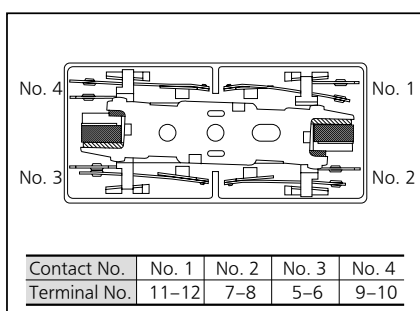 No. 4 No. 1
No. 3 No. 2
Contact No. No. 1 No. 2 No. 3 No. 4
Terminal No. 11–12 7–8 5–6 9–10